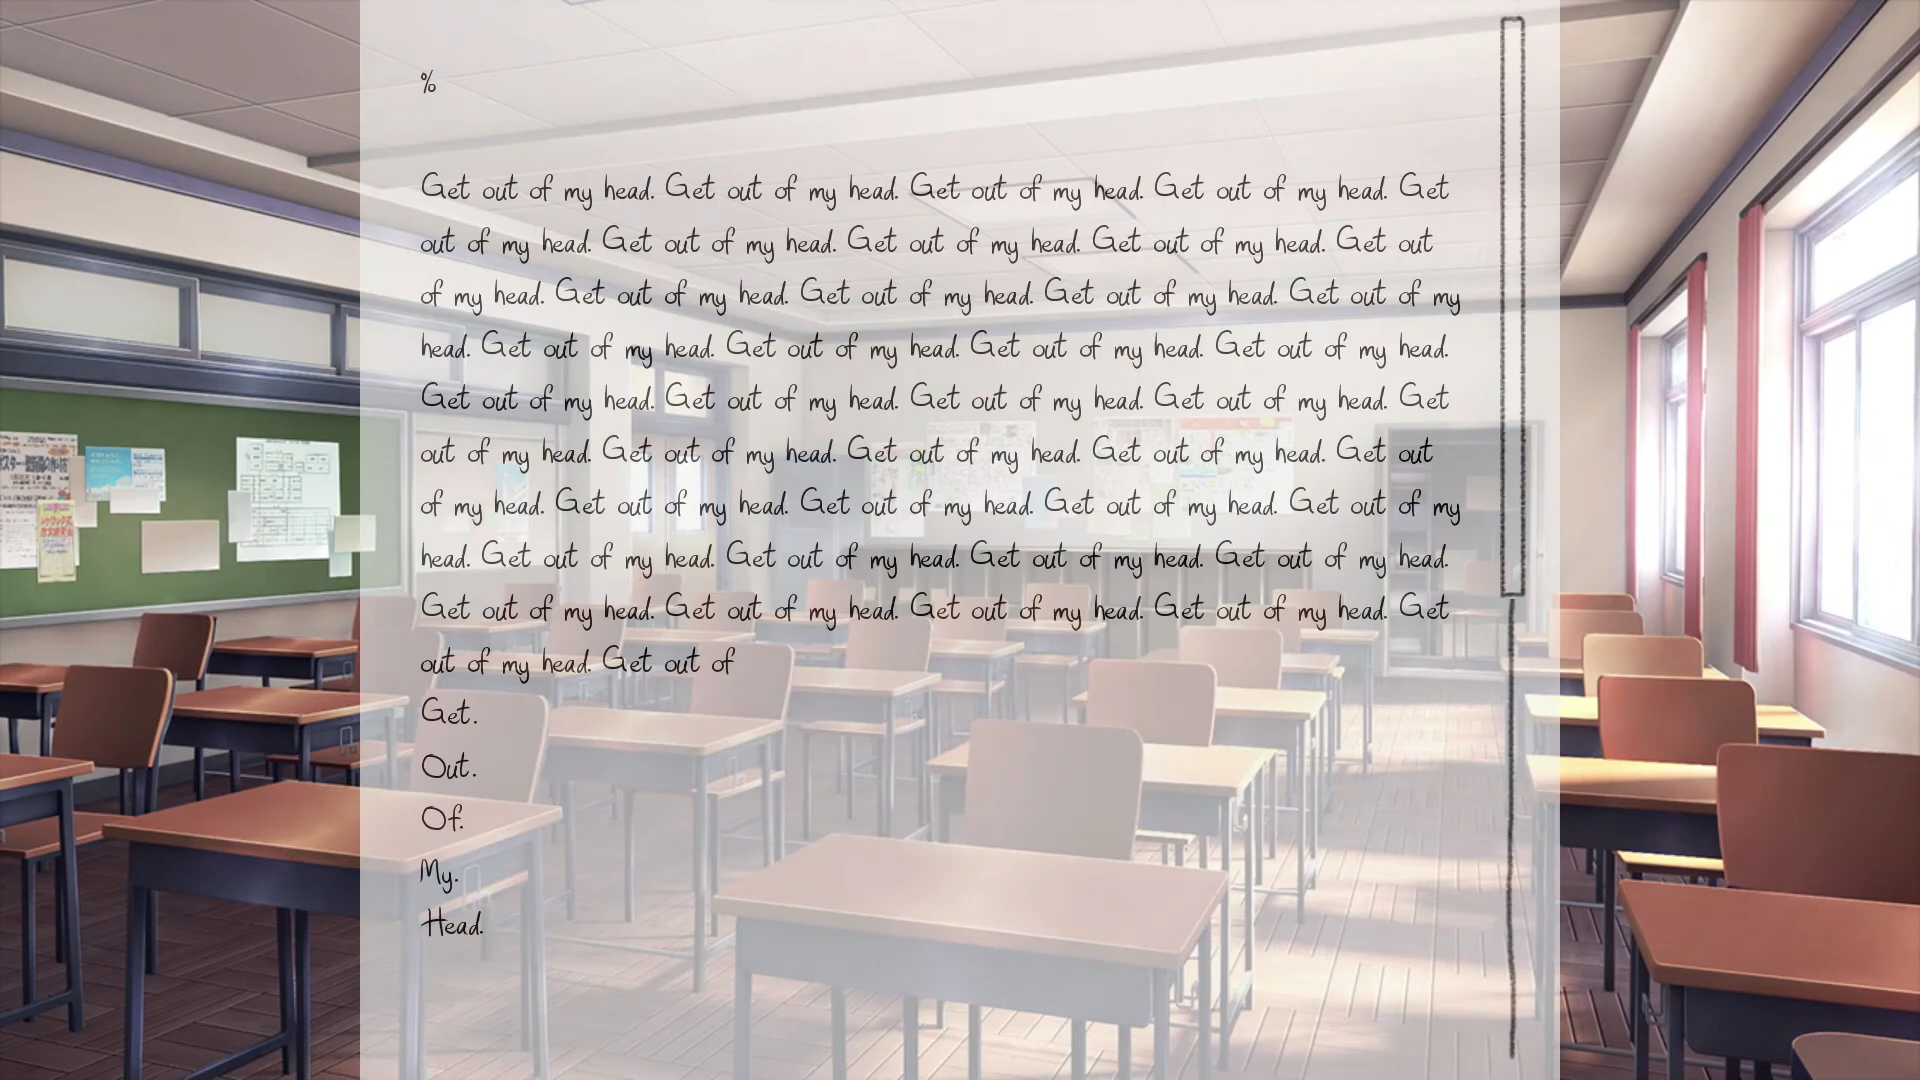 %
Get out of my head. Get out of my head. Get out of my head. Get out of my head. Get
out of my head. Get out of my head. Get out of my head. Get out of my head. Get out
of my head. Get out of my head. Get out of my head. Get out of my head. Get out of my
head. Get out of my head. Get out of my head. Get out of my head. Get out of my head.
Get out of my head. Get out of my head. Get out of my head. Get out of my head. Get
out of my head. Get out of my head. Get out of my head. Get out of my head. Get out
of my head. Get out of my head. Get out of my head. Get out of my head. Get out of my
head. Get out of my head. Get out of my head. Get out of my head. Get out of my head.
Get out of my head. Get out of my head. Get out of my head. Get out of my head. Get
out of my head. Get out of
Get.
Out.
Of.
My.
Head.